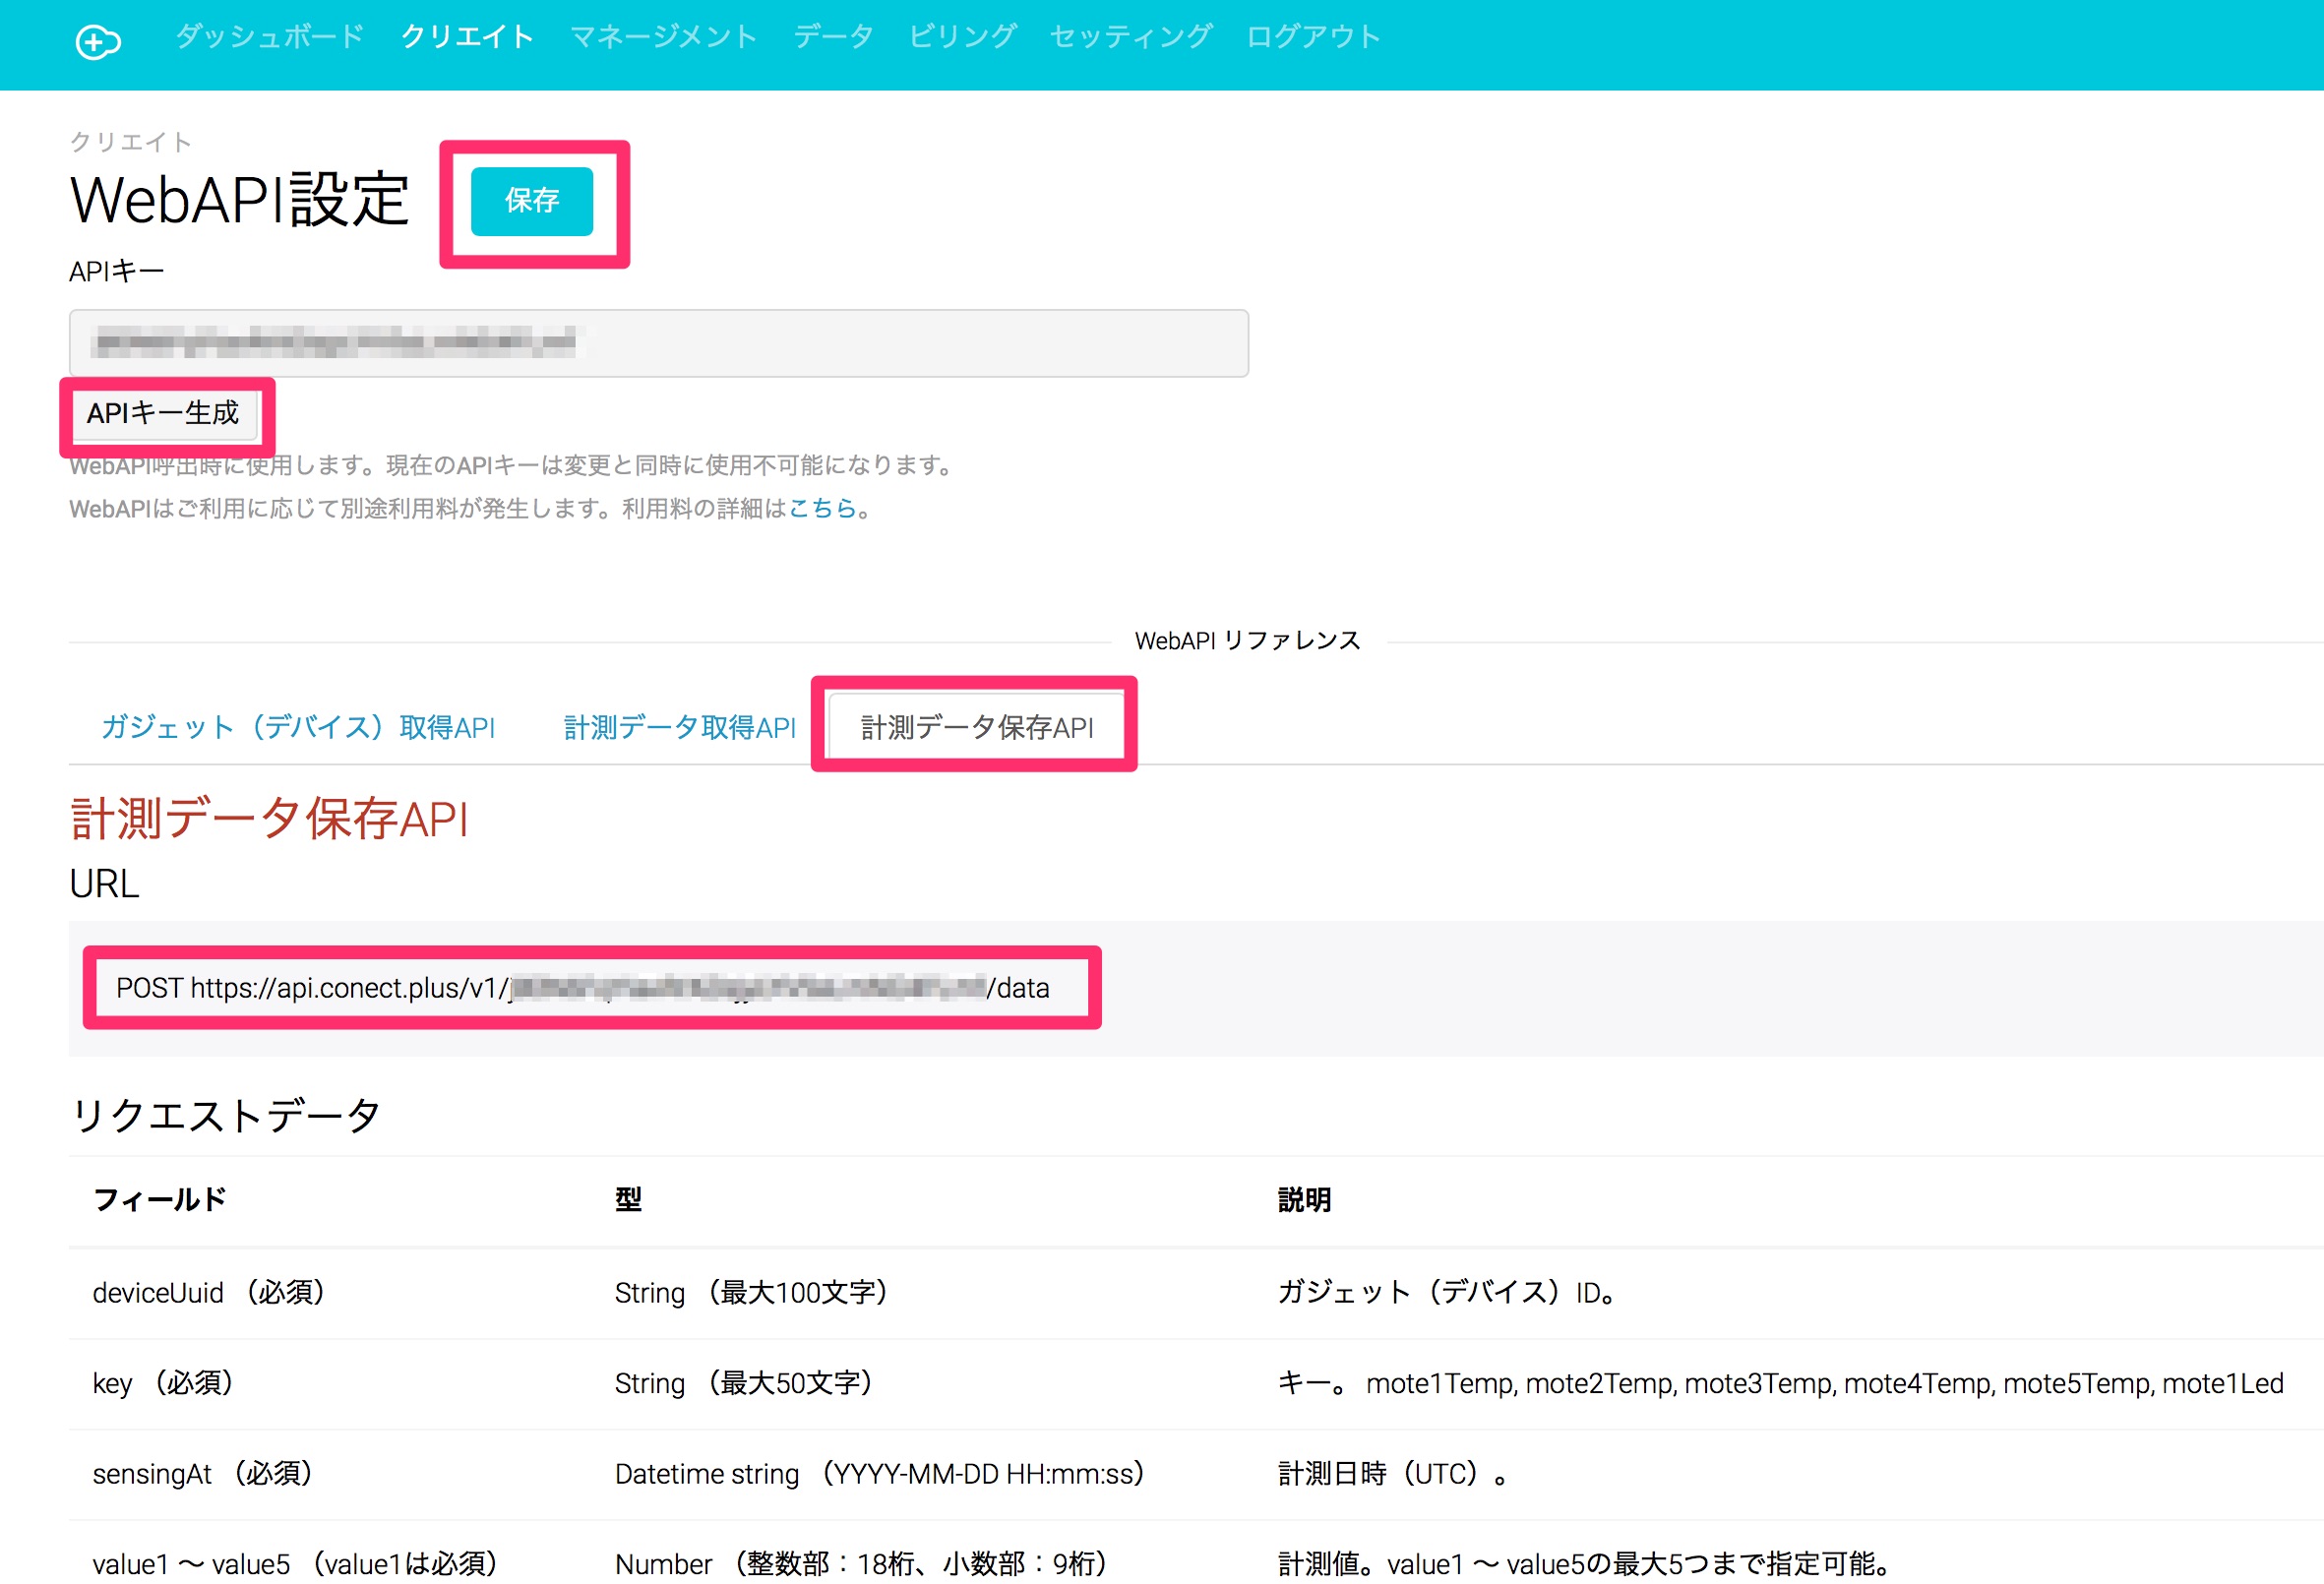 ダッシュボード クリエイト マネージメント データ ビリング セッティング ログアウト
クリエイト
WebAPI設定 保存
APIキー
APIキー生成
WebAPI呼出時に使用します。現在のAPIキーは変更と同時に使用不可能になります。
WebAPIはご利用に応じて別途利用料が発生します。利用料の詳細はこちら。
WebAPI リファレンス
ガジェット（デバイス）取得API 計測データ取得API 計測データ保存API
計測データ保存API
URL
POST https://api.conect.plus/v1/ /data
リクエストデータ
フィールド 型 説明
deviceUuid （必須） String （最大100文字） ガジェット（デバイス）ID。
key （必須） String （最大50文字） キー。 mote1Temp, mote2Temp, mote3Temp, mote4Temp, mote5Temp, mote1Led
sensingAt （必須） Datetime string （YYYY-MM-DD HH:mm:ss） 計測日時（UTC）。
value1 〜 value5 （value1は必須） Number （整数部：18桁、小数部：9桁） 計測値。value1 〜 value5の最大5つまで指定可能。